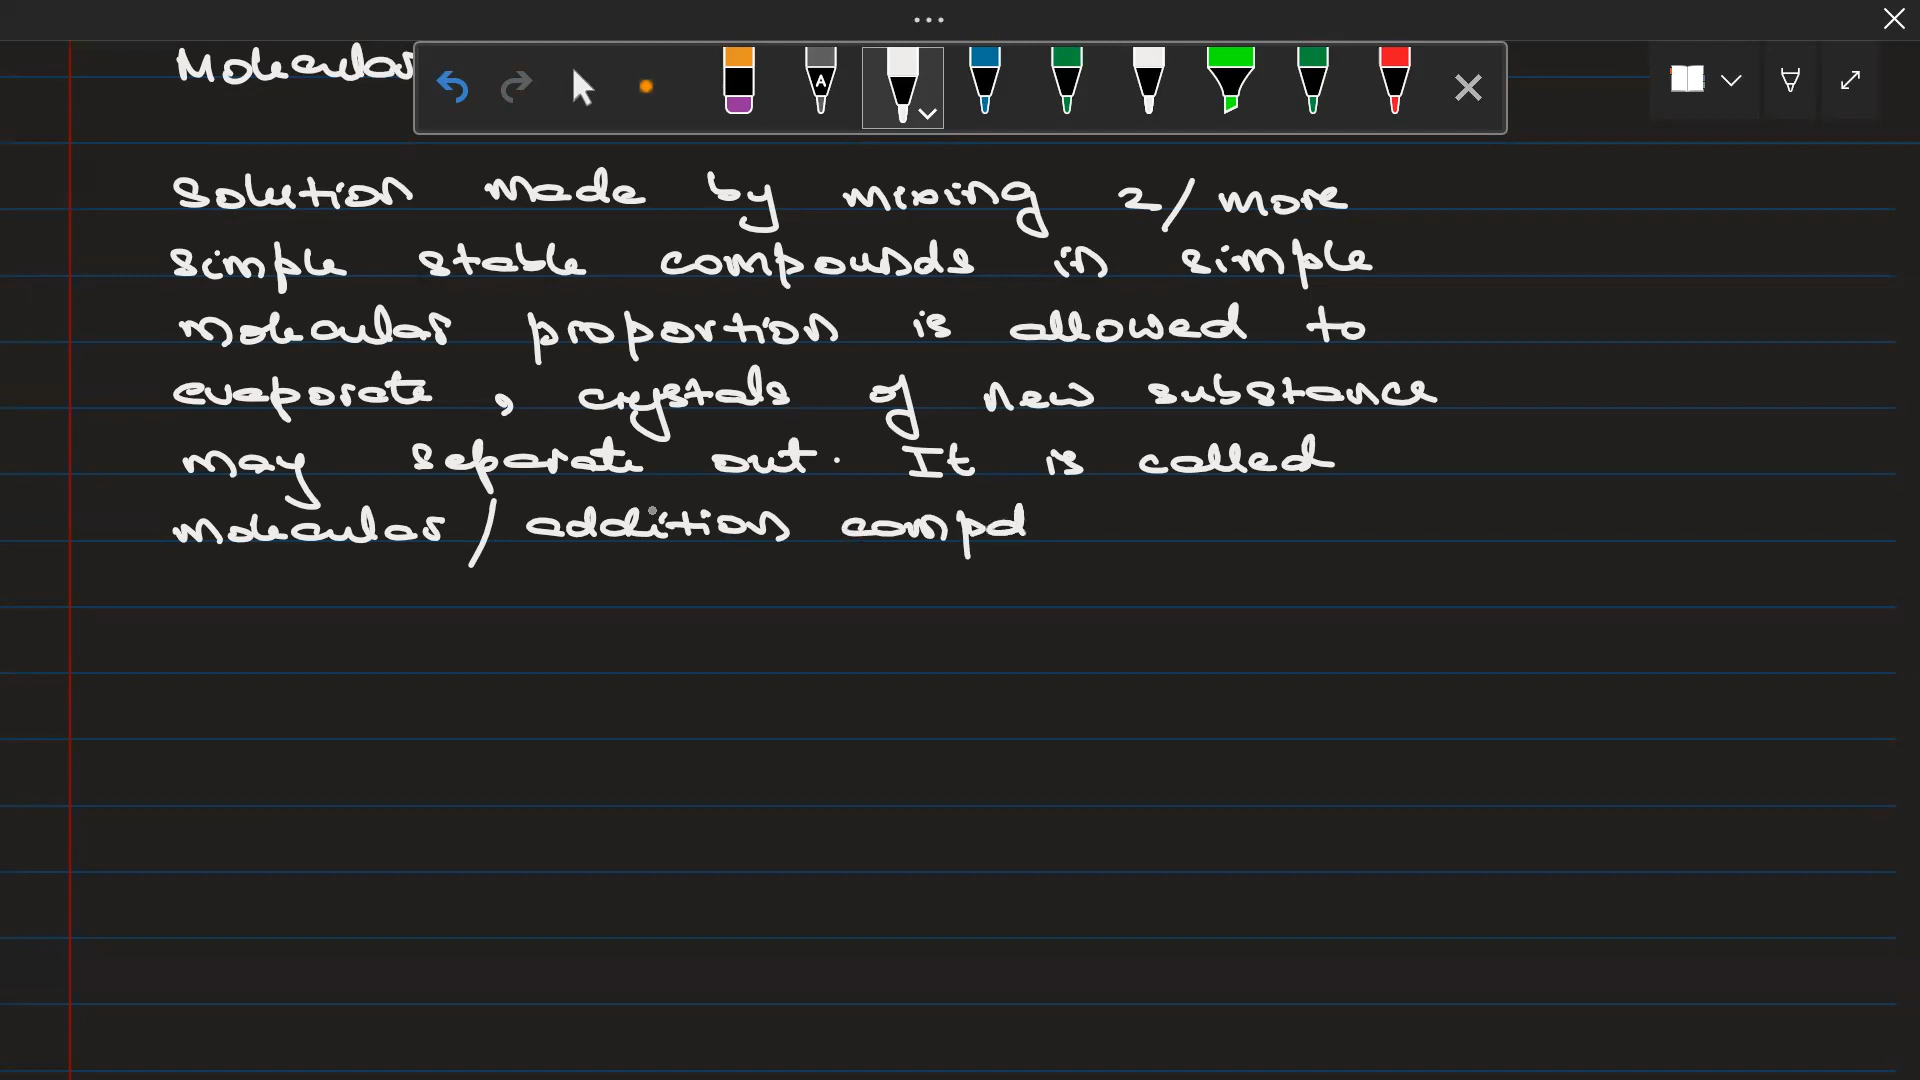 Molecular
solution made by mixing 2/more
simple stable compounds in simple
molecular proportion is allowed to
evaporate, crystals of new substance
may separate out. It is called
molecular/addition compd